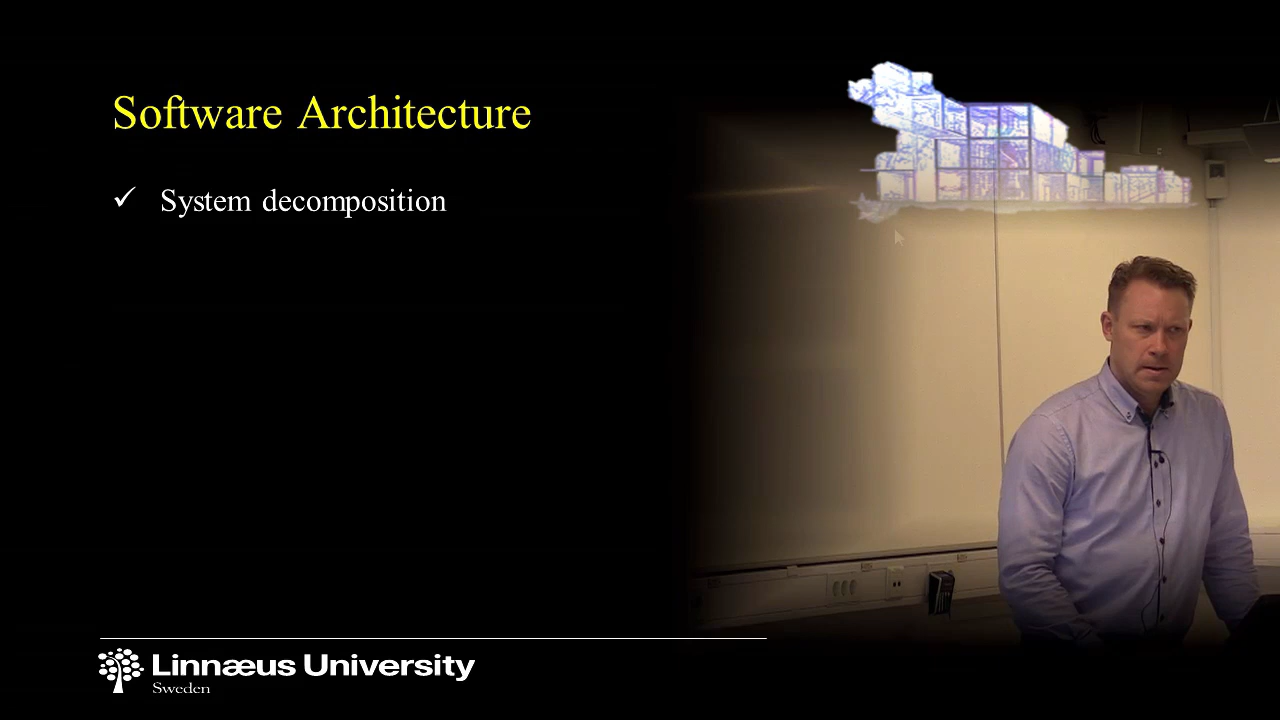 Software Architecture
✓ System decomposition
Linnæus University
Sweden